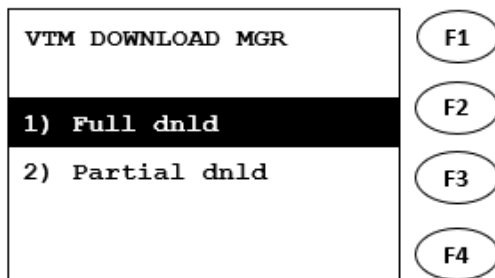 VTM DOWNLOAD MGR
F1
F2
1) Full dnld
2) Partial dnld
F3
F4